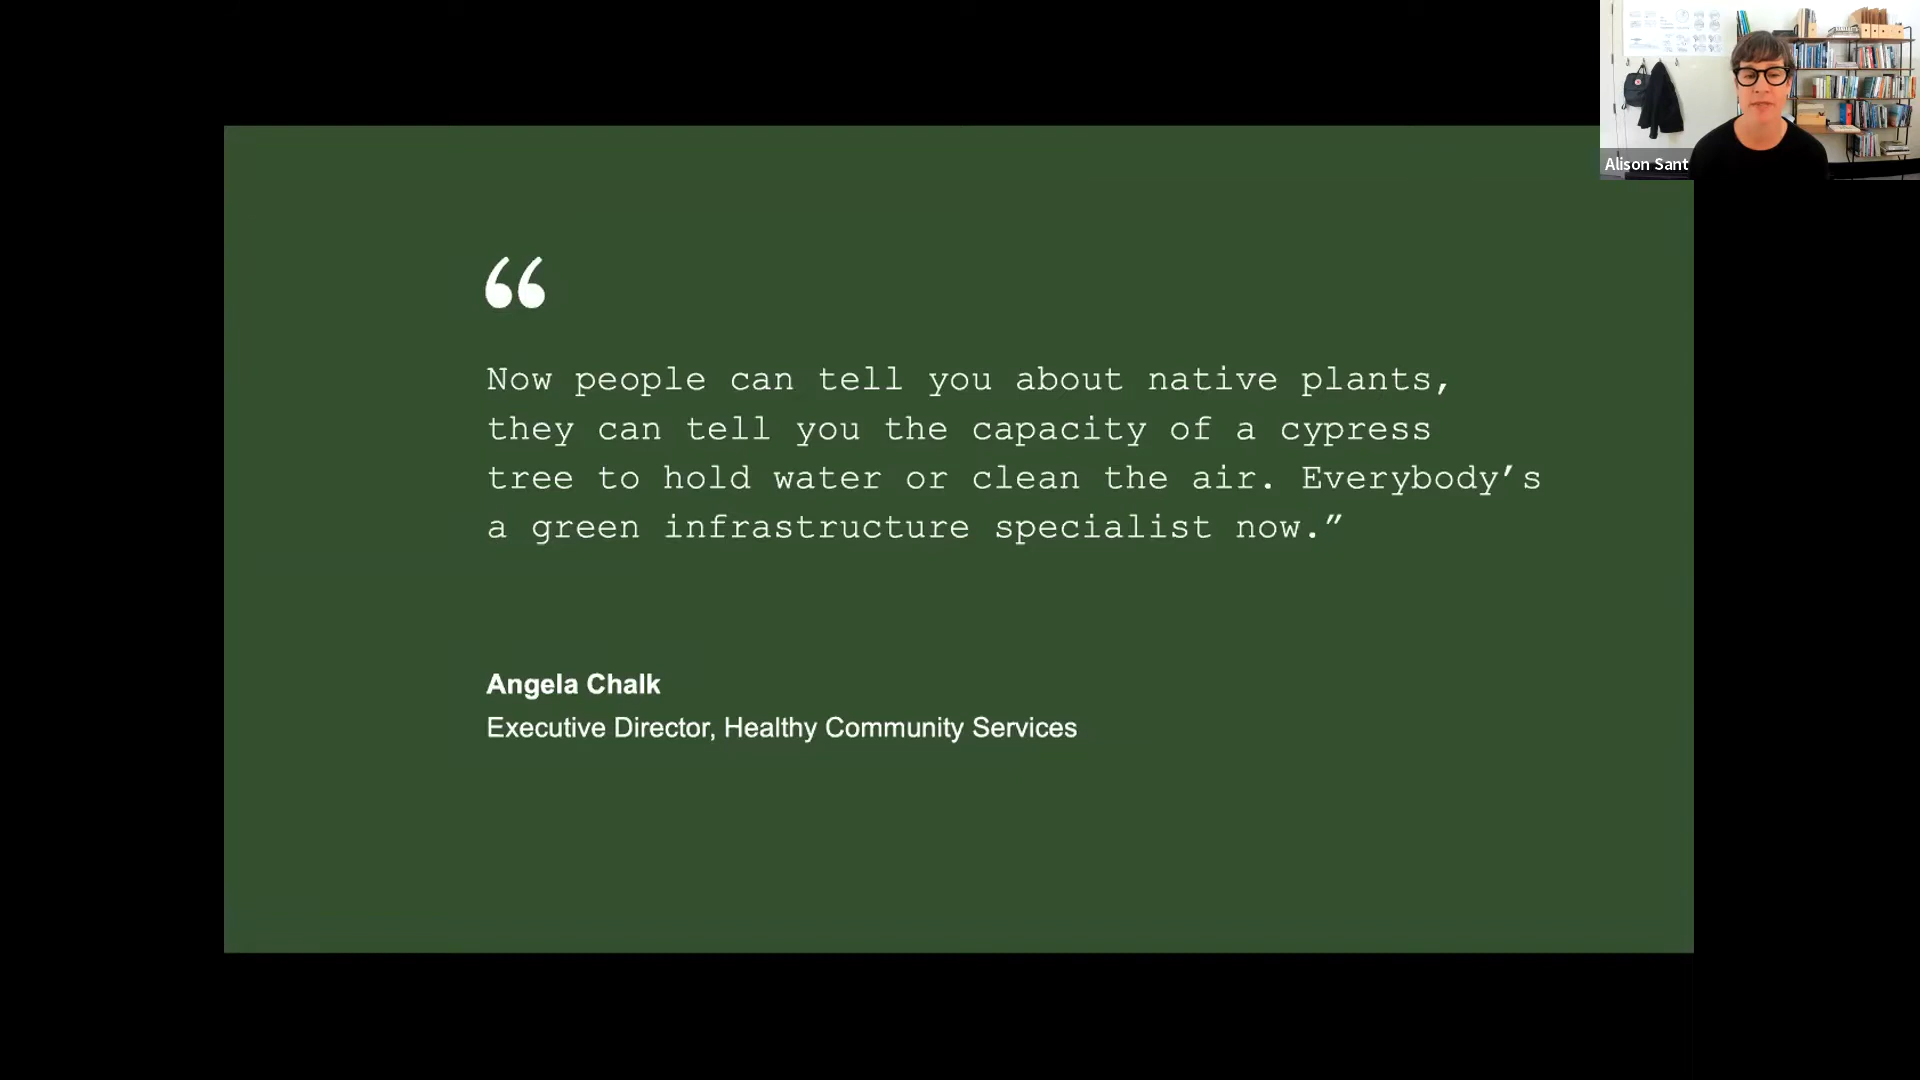 Alison Sant
“
Now people can tell you about native plants,
they can tell you the capacity of a cypress
tree to hold water or clean the air. Everybody’s
a green infrastructure specialist now.”
Angela Chalk
Executive Director, Healthy Community Services